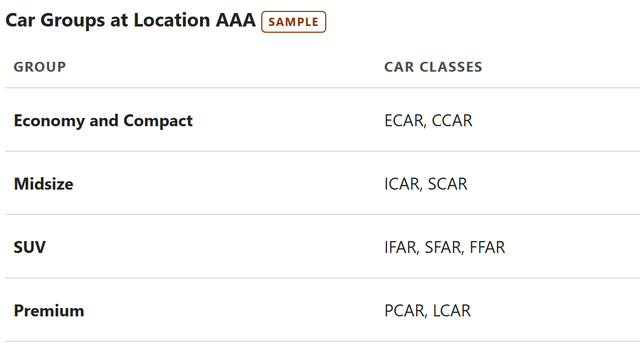 Car Groups at Location AAA SAMPLE
GROUP CAR CLASSES
Economy and Compact ECAR, CCAR
Midsize ICAR, SCAR
SUV IFAR, SFAR, FFAR
Premium PCAR, LCAR